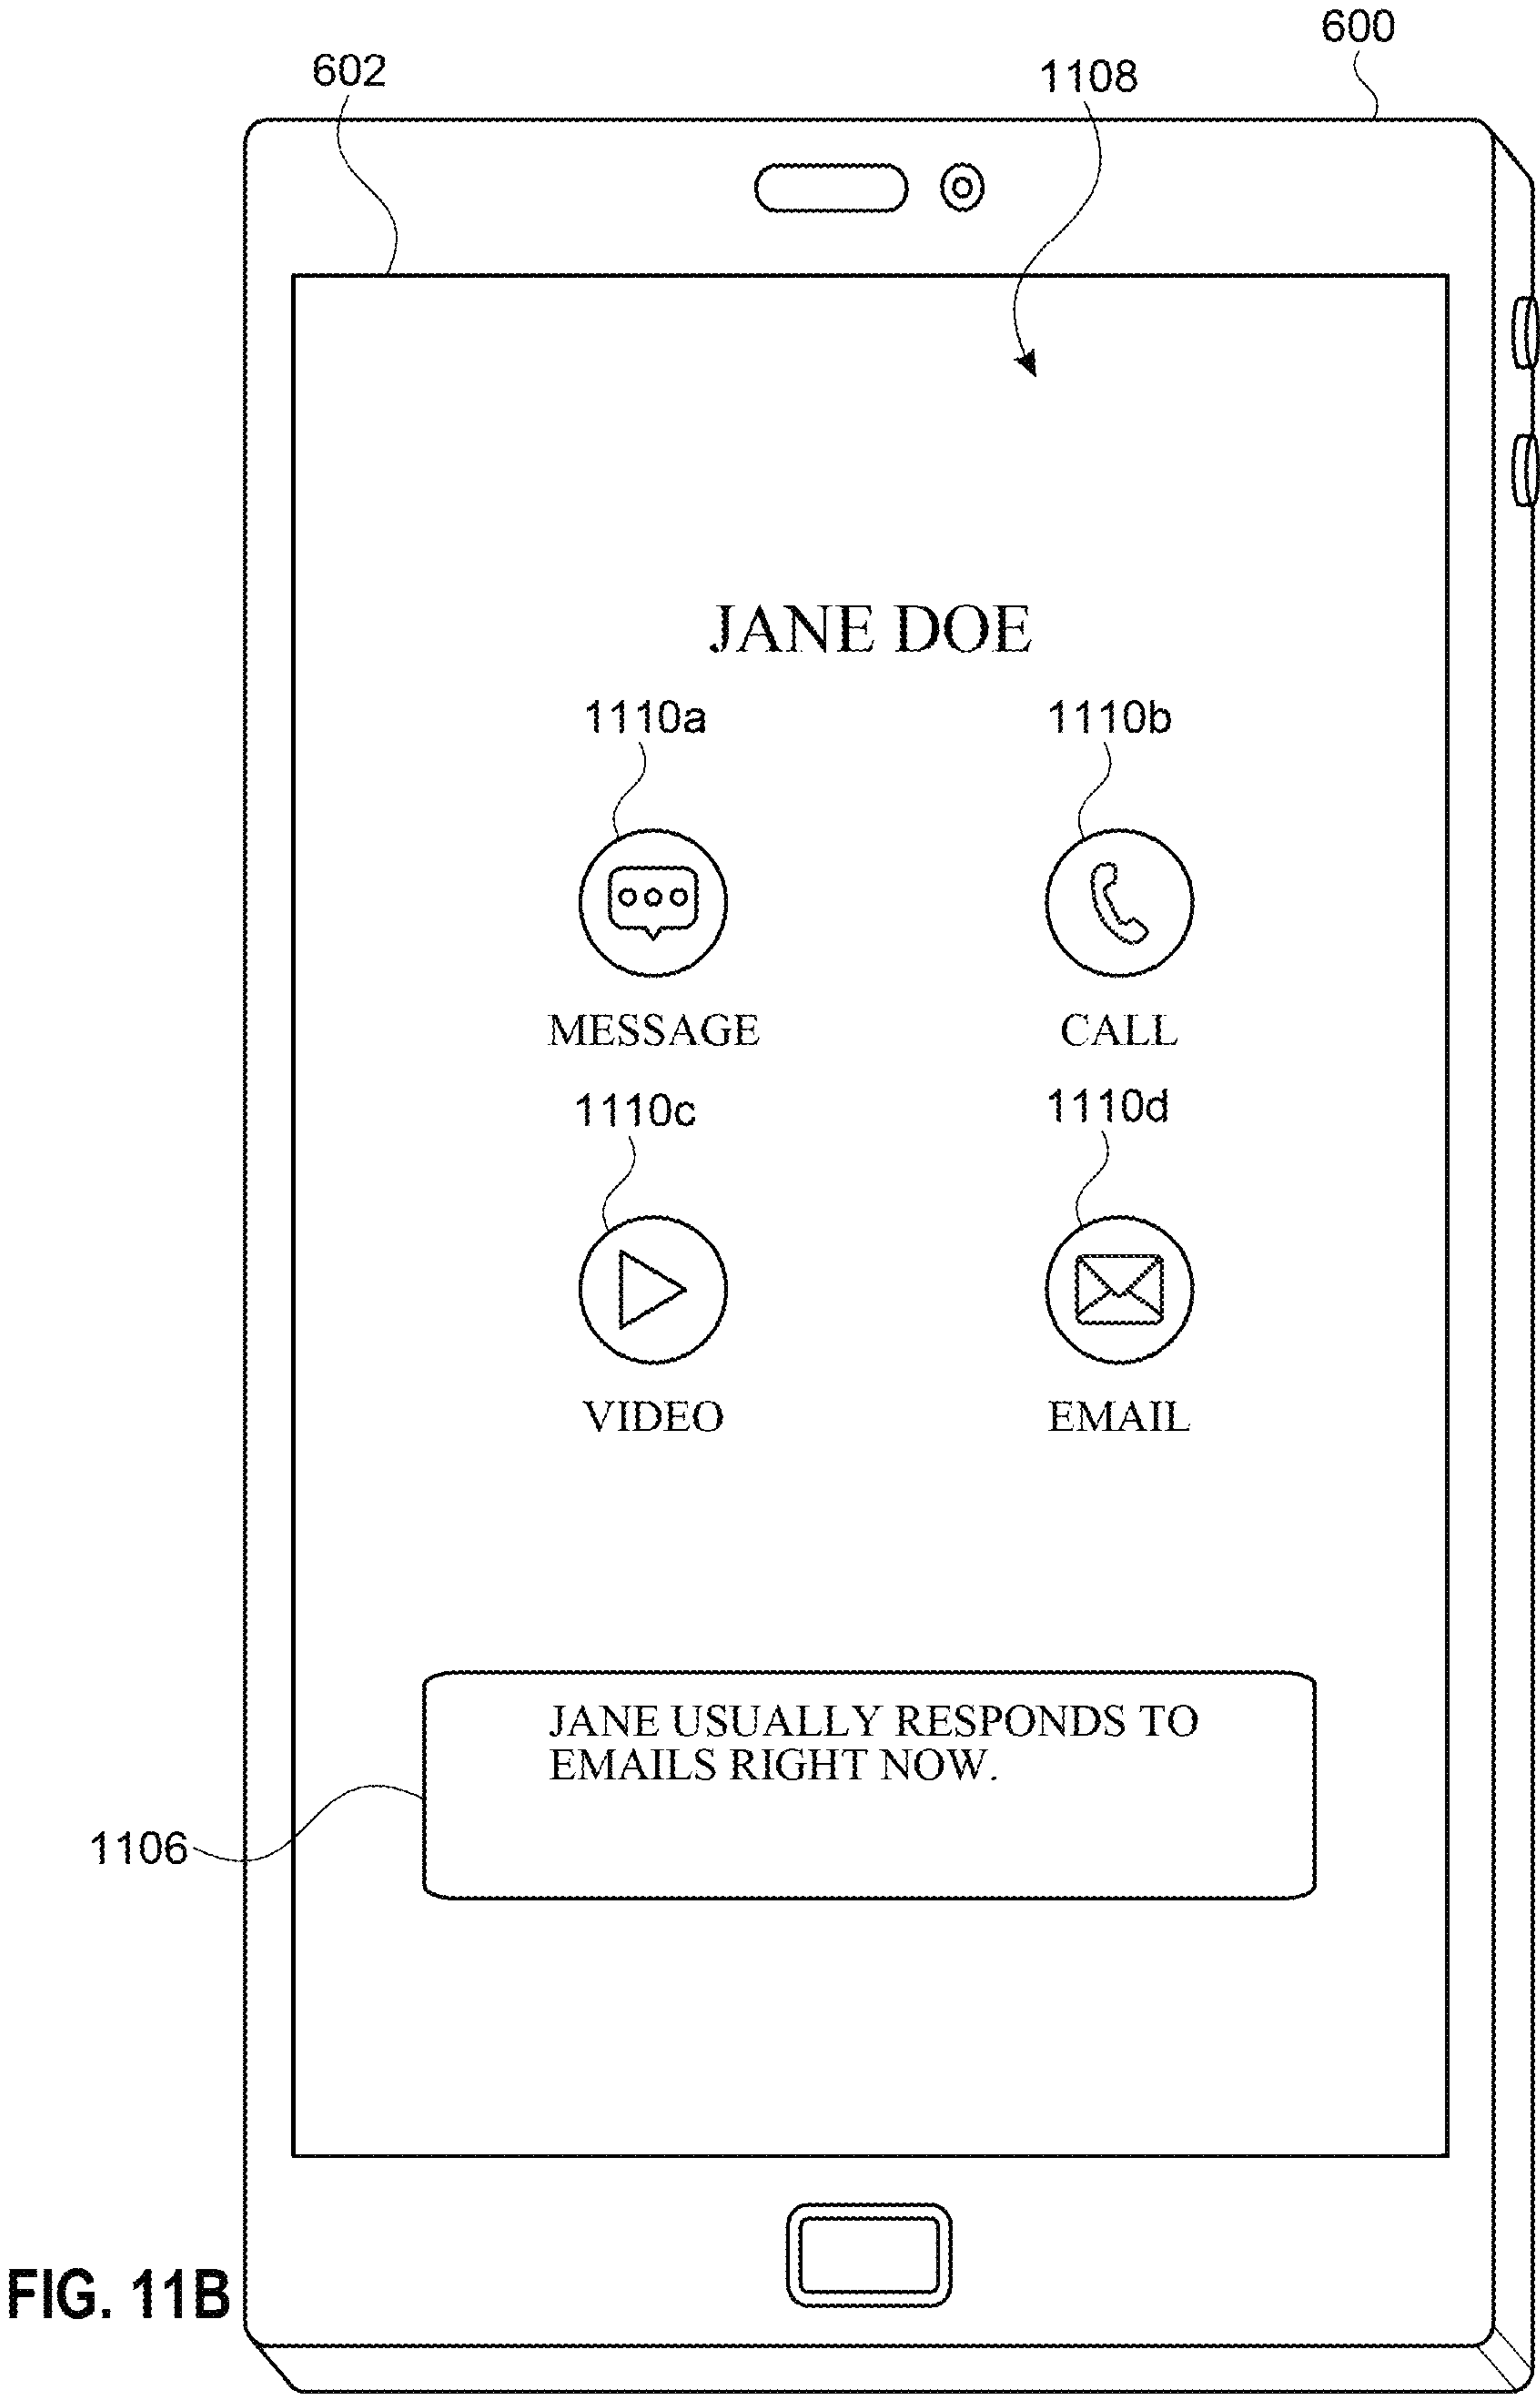 600
602
1108
JANE DOE
1110a
1110b
MESSAGE
CALL
1110c
1110d
VIDEO
EMAIL
JANE USUALLY RESPONDS TO
EMAILS RIGHT NOW.
1106
FIG. 11B